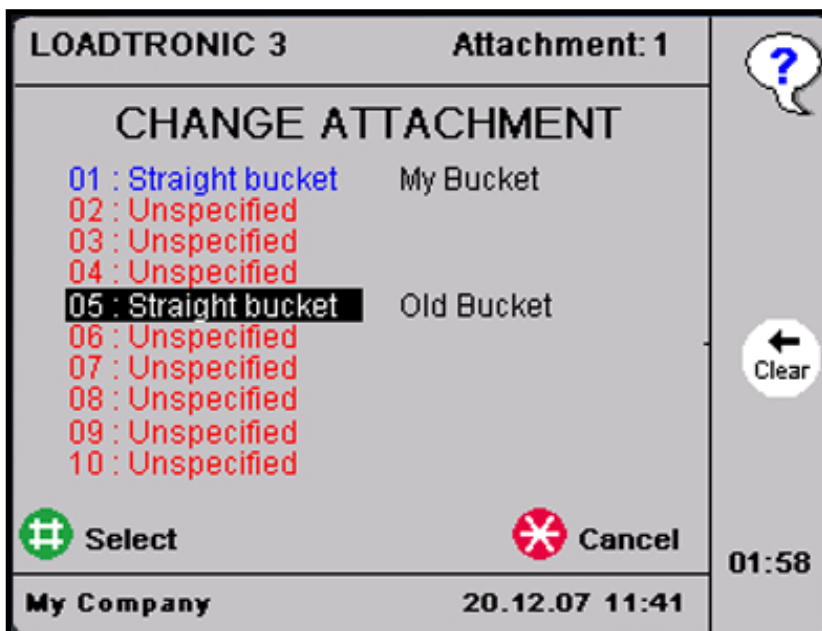 LOADTRONIC 3 Attachment: 1
?
CHANGE ATTACHMENT
01 : Straight bucket My Bucket
02 : Unspecified
03 : Unspecified
04 : Unspecified
05 : Straight bucket Old Bucket
06 : Unspecified
07 : Unspecified
08 : Unspecified
09 : Unspecified
10 : Unspecified
Clear
# Select * Cancel
01:58
My Company 20.12.07 11:41